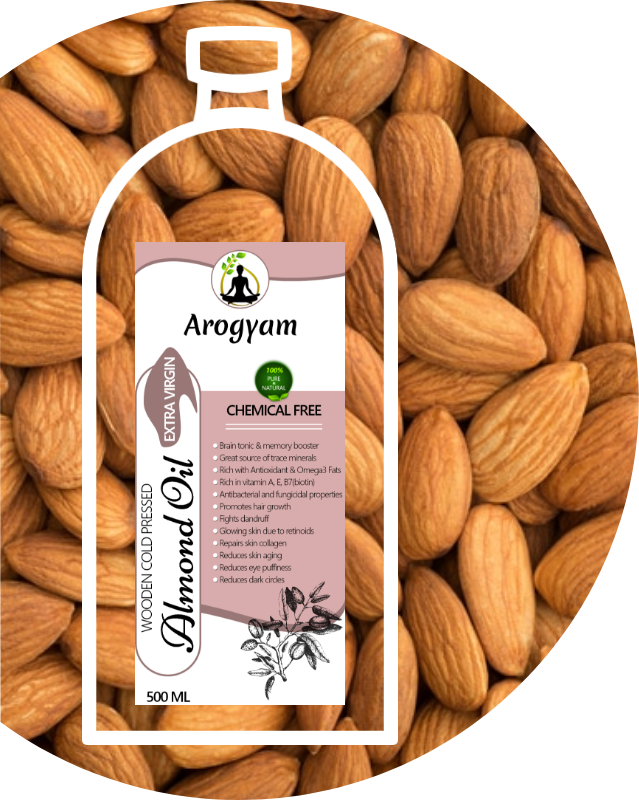 Arogyam
100%
PURE
&
NATURAL
CHEMICAL FREE
EXTRA VIRGIN
Brain tonic & memory booster
Great source of trace minerals
Rich with Antioxidant & Omega3 Fats
Rich in vitamin A, E, B7(biotin)
Antibacterial and fungicidal properties
Promotes hair growth
Fights dandruff
Glowing skin due to retinoids
Repairs skin collagen
Reduces skin aging
Reduces eye puffiness
Reduces dark circles
WOODEN COLD PRESSED
Almond Oil
500 ML